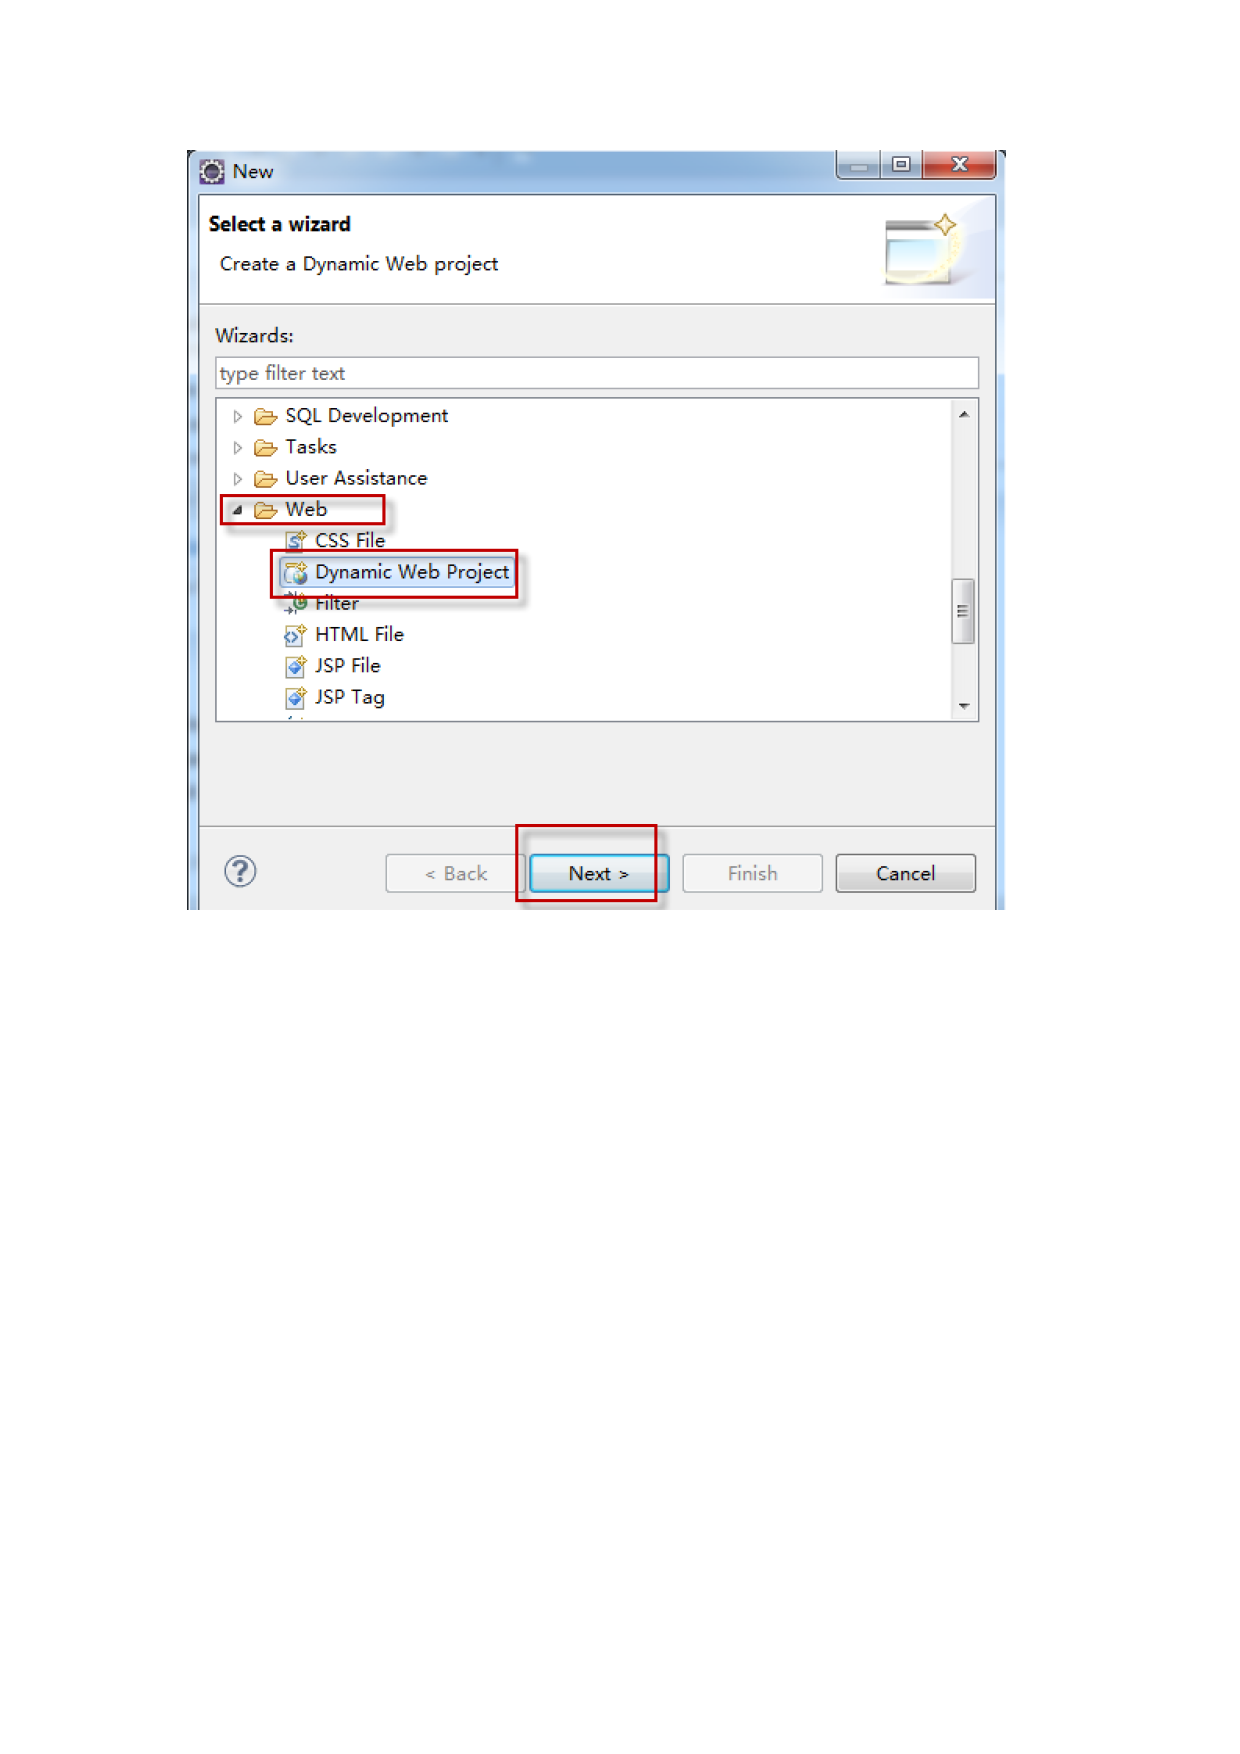 New
Select a wizard
Create a Dynamic Web project
Wizards:
type filter text
SQL Development
Tasks
User Assistance
Web
CSS File
Dynamic Web Project
Filter
HTML File
JSP File
JSP Tag
< Back Next > Finish Cancel